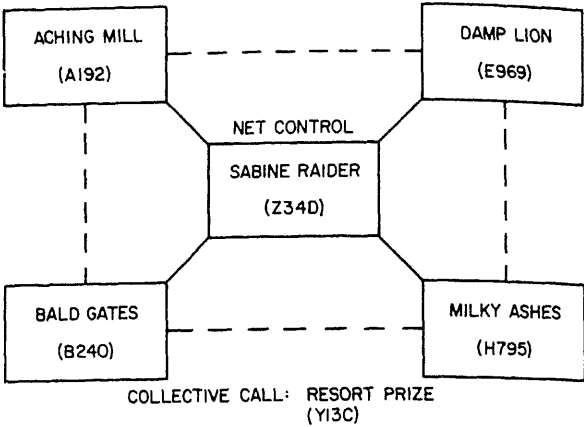 ACHING MILL
(A192)
DAMP LION
(E969)
NET CONTROL
SABINE RAIDER
(Z34D)
BALD GATES
(B240)
MILKY ASHES
(H795)
COLLECTIVE CALL: RESORT PRIZE
(Y13C)